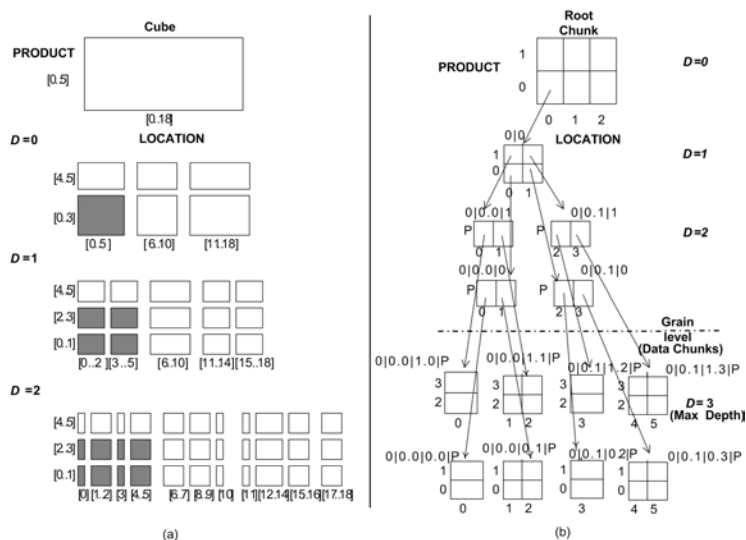 Cube
PRODUCT
[0.5]
[0.18]
D=0
LOCATION
[4.5]
[0.3]
[0.5] [6.10] [11.18]
D=1
[4.5]
[2.3]
[0.1]
[0..2] [3..5] [6.10] [11.14] [15..18]
D=2
[4.5]
[2.3]
[0.1]
[0] [1.2] [3] [4.5] [6.7] [8.9] [10] [11] [12.14] [15.16] [17.18]
(a)
Root
Chunk
PRODUCT
1
0
D=0
0 1 2
0|0
LOCATION
1
0
D=1
0 1
0|0.0|1
0|0.1|1
P
P
D=2
0 1
2 3
0|0.0|0
0|0.1|0
P
P
0 1
2 3
Grain
level
(Data Chunks)
0|0.0|1.0|P
0|0.0|1.1|P
0|0.1|1.2|P
0|0.1|1.3|P
3
2
3
2
3
2
3
2
D=3
(Max Depth)
0
1 2
3
4 5
0|0.0|0.0|P
0|0.0|0.1|P
0|0.1|0.2|P
0|0.1|0.3|P
1
0
1
0
1
0
1
0
0
1 2
3
4 5
(b)